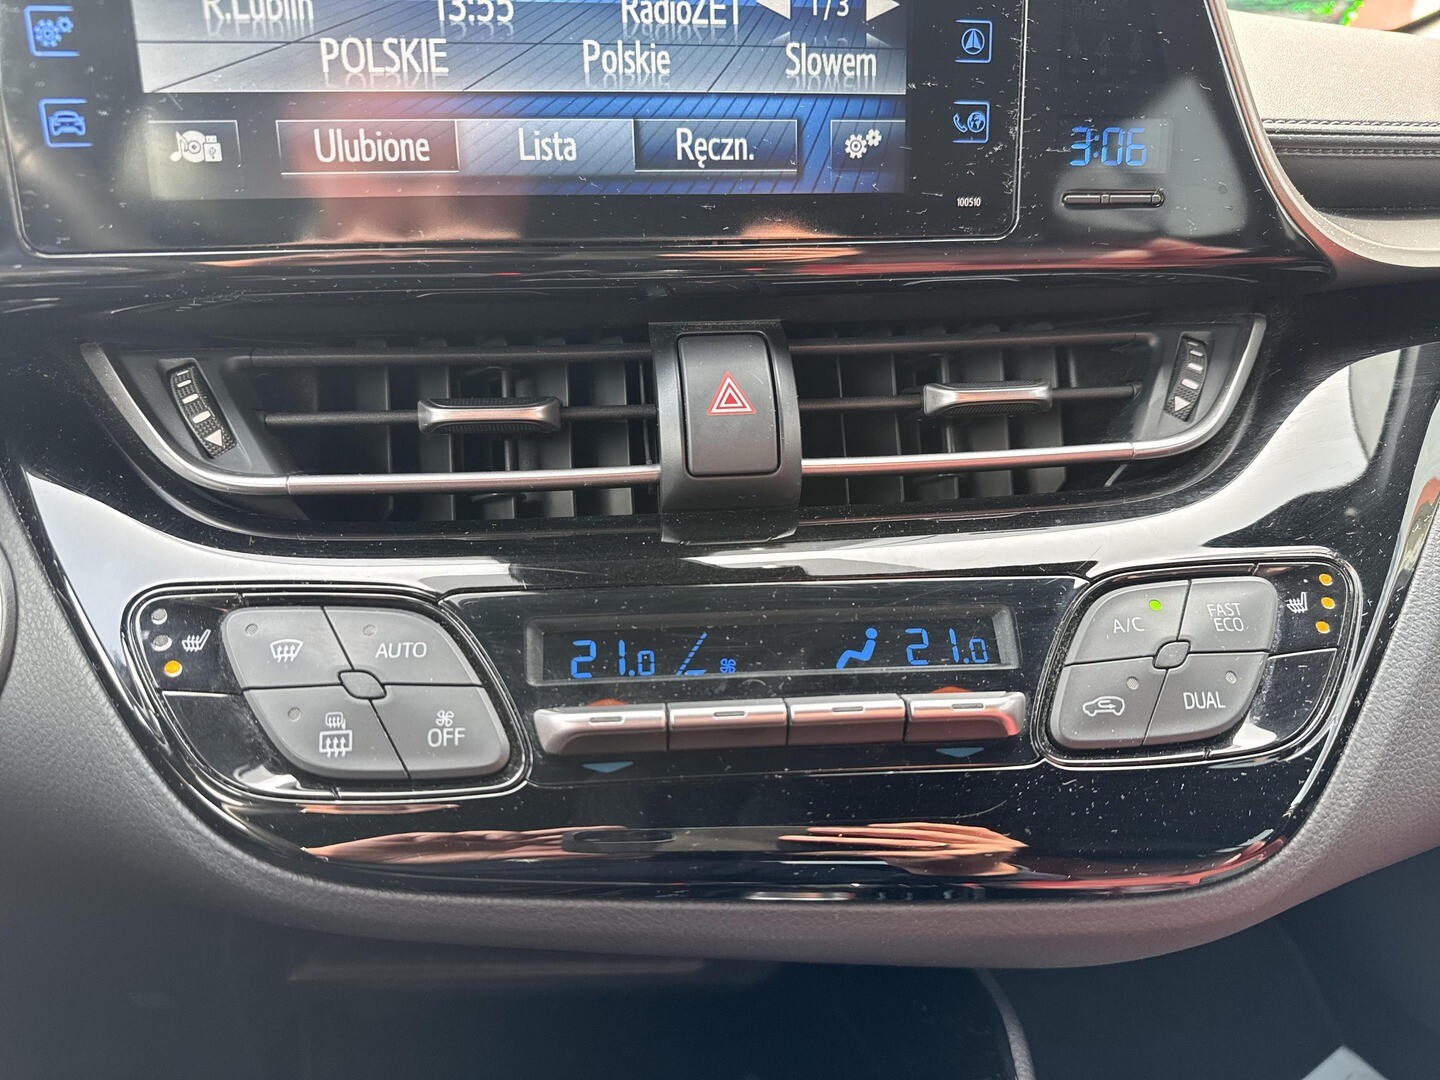 R.Lublin 13:55 RadioZET 1/3
POLSKIE Polskie Slowem
Ulubione Lista Ręczn.
3:06
100510
21.0 21.0
AUTO
OFF
A/C
FAST
ECO
DUAL